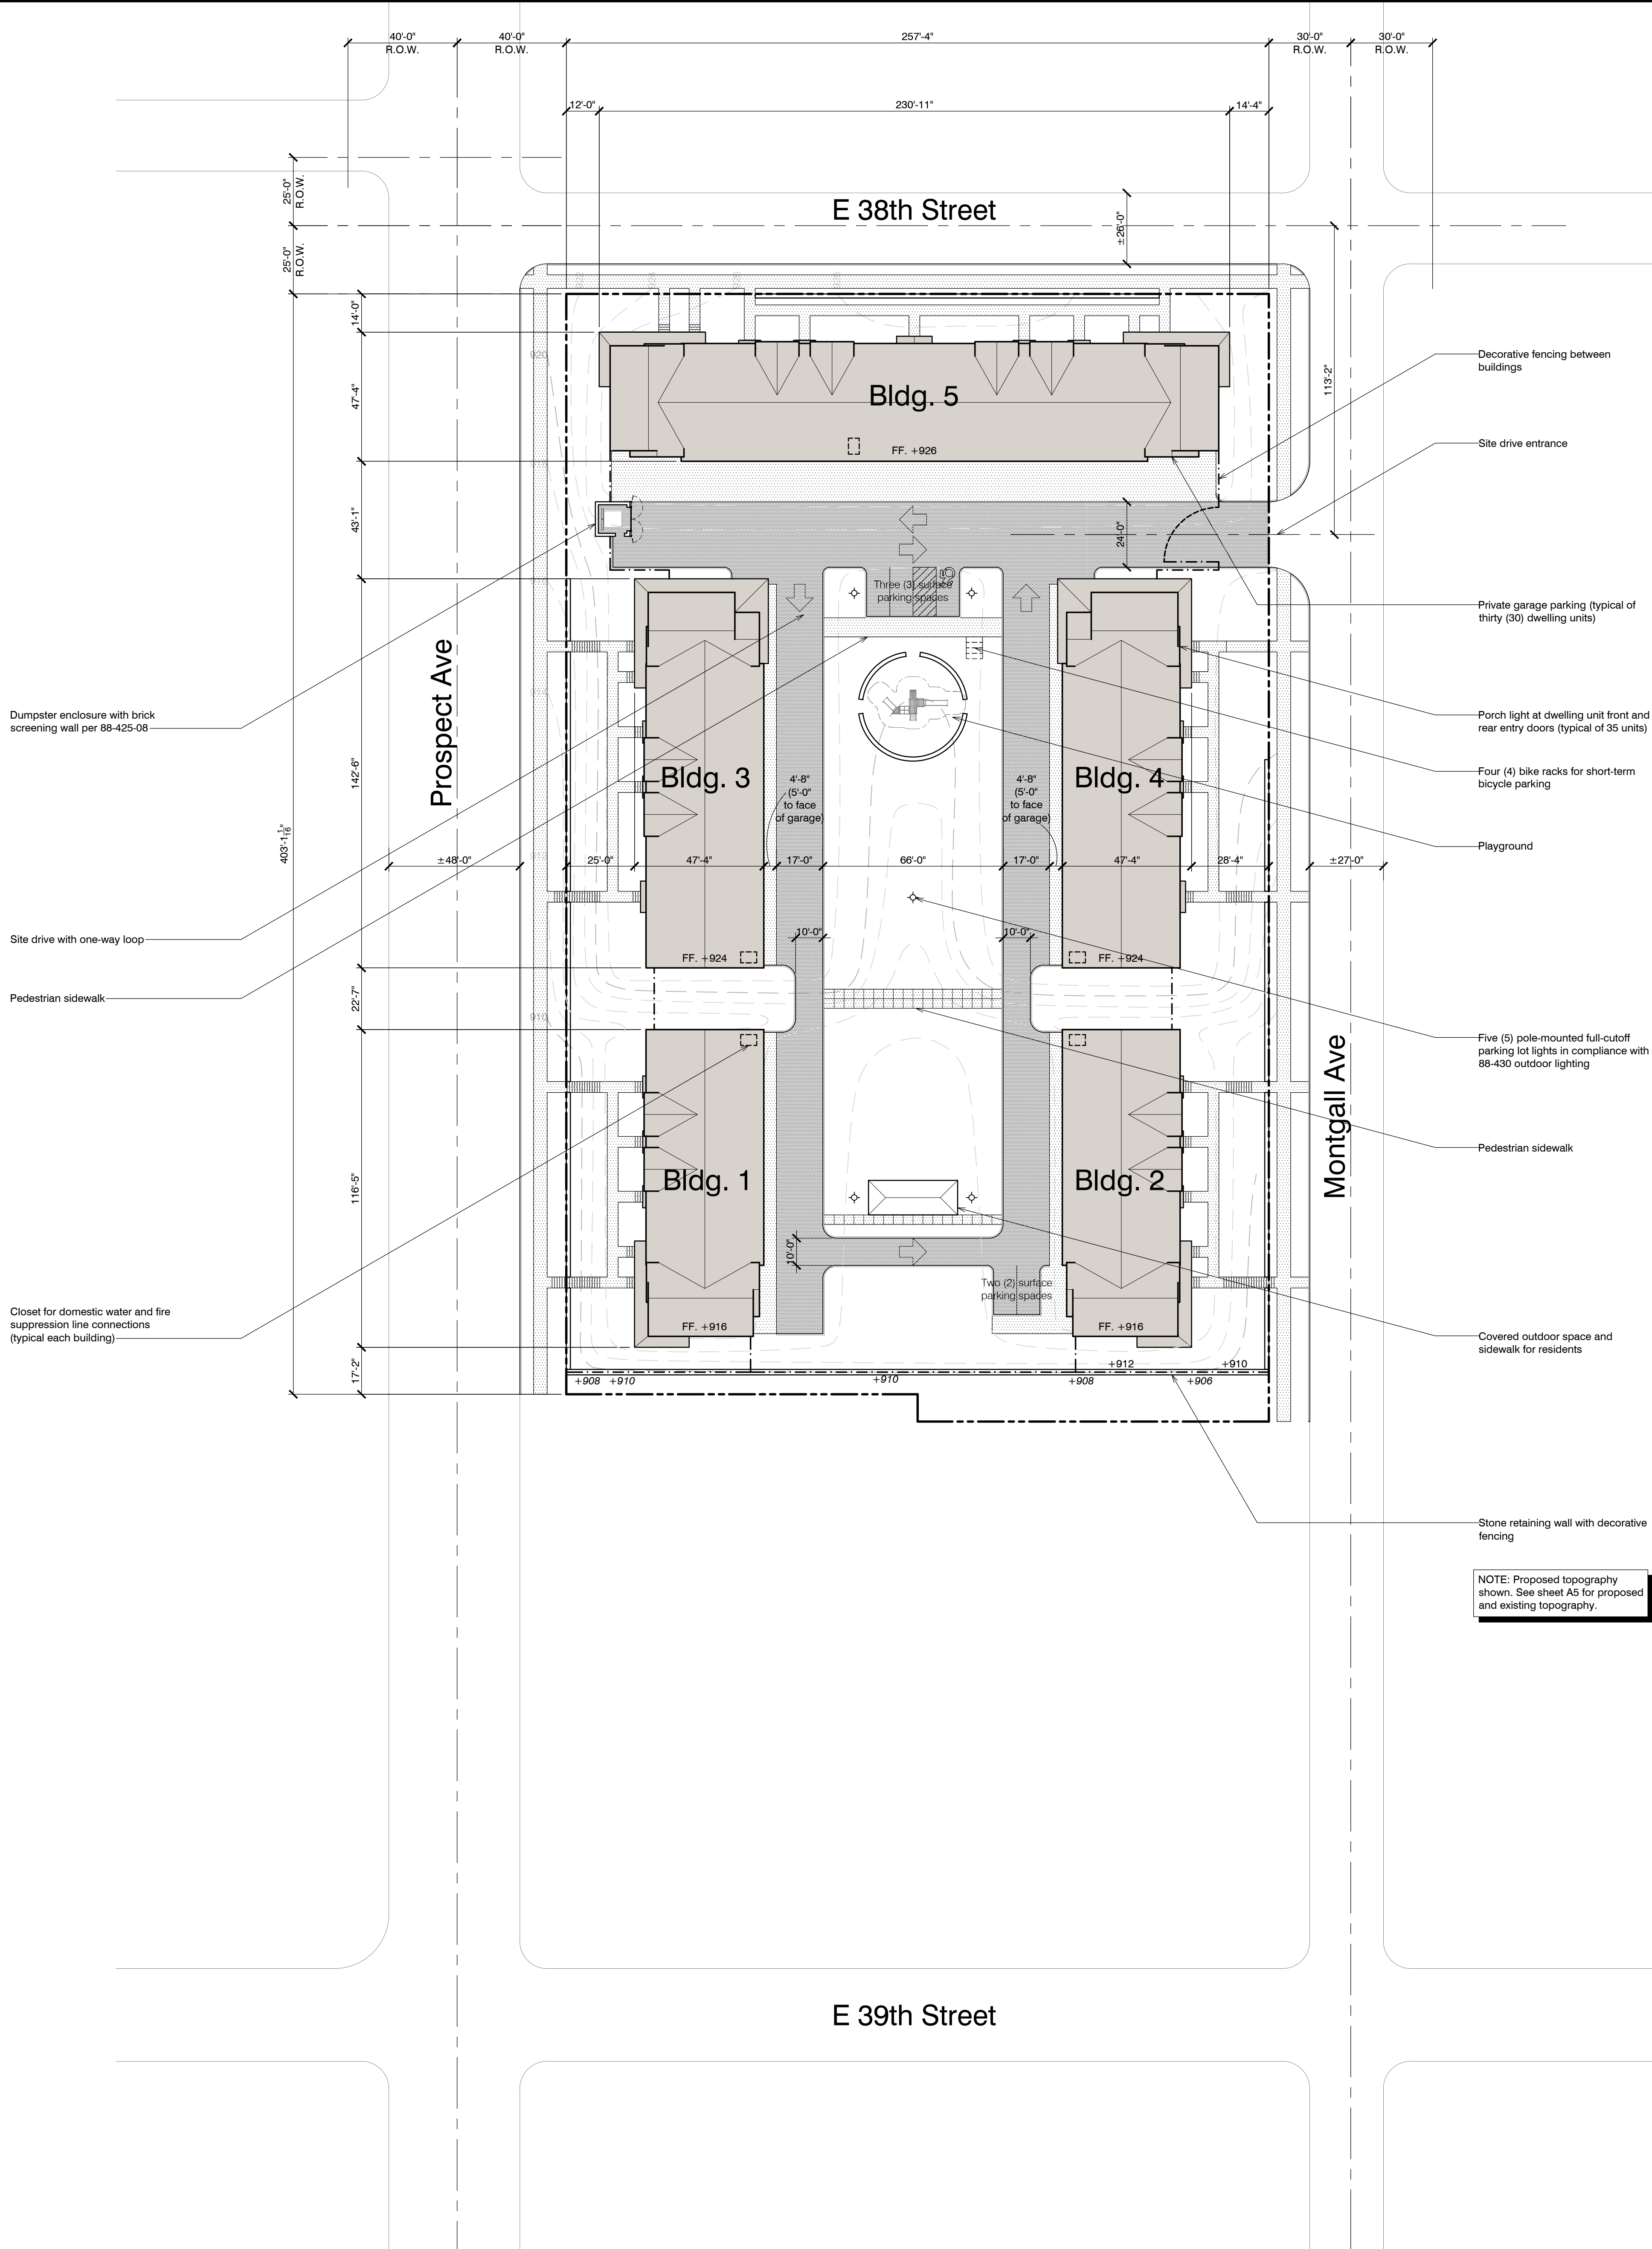 40'-0"
R.O.W.
40'-0"
R.O.W.
257'-4"
30'-0"
R.O.W.
30'-0"
R.O.W.
12'-0"
230'-11"
14'-4"
25'-0"
R.O.W.
25'-0"
R.O.W.
E 38th Street
±26'-0"
113'-2"
14'-0"
47'-4"
43'-1"
142'-6"
22'-7"
116'-5"
17'-2"
403'-1 1/16"
920
910
Bldg. 5
FF. +926
24'-0"
Three (3) surface
parking spaces
Prospect Ave
Montgall Ave
Bldg. 3
Bldg. 4
4'-8"
(5'-0"
to face
of garage)
4'-8"
(5'-0"
to face
of garage)
±48'-0"
25'-0"
47'-4"
17'-0"
66'-0"
17'-0"
47'-4"
28'-4"
±27'-0"
10'-0"
10'-0"
FF. +924
FF. +924
Bldg. 1
Bldg. 2
10'-0"
Two (2) surface
parking spaces
FF. +916
FF. +916
+912
+910
+908
+910
+910
+908
+906
Dumpster enclosure with brick
screening wall per 88-425-08
Site drive with one-way loop
Pedestrian sidewalk
Closet for domestic water and fire
suppression line connections
(typical each building)
Decorative fencing between
buildings
Site drive entrance
Private garage parking (typical of
thirty (30) dwelling units)
Porch light at dwelling unit front and
rear entry doors (typical of 35 units)
Four (4) bike racks for short-term
bicycle parking
Playground
Five (5) pole-mounted full-cutoff
parking lot lights in compliance with
88-430 outdoor lighting
Pedestrian sidewalk
Covered outdoor space and
sidewalk for residents
Stone retaining wall with decorative
fencing
NOTE: Proposed topography
shown. See sheet A5 for proposed
and existing topography.
E 39th Street